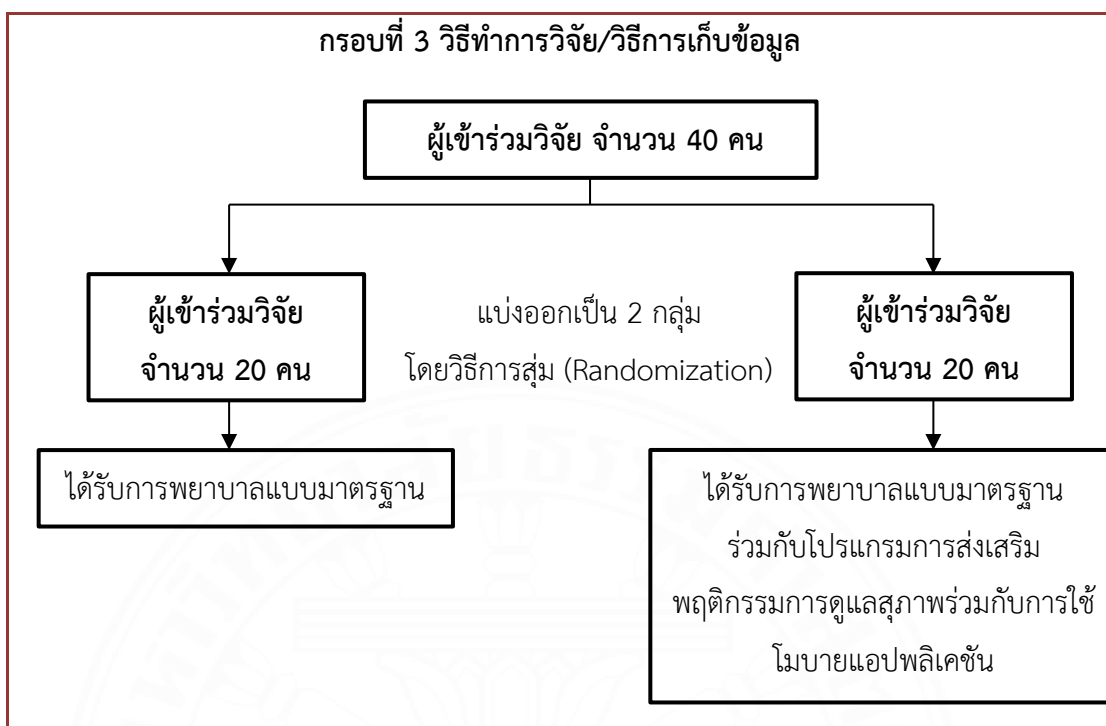 กรอบที่ 3 วิธีทำการวิจัย/วิธีการเก็บข้อมูล
ผู้เข้าร่วมวิจัย จำนวน 40 คน
ผู้เข้าร่วมวิจัย
จำนวน 20 คน
แบ่งออกเป็น 2 กลุ่ม
โดยวิธีการสุ่ม (Randomization)
ผู้เข้าร่วมวิจัย
จำนวน 20 คน
ได้รับการพยาบาลแบบมาตรฐาน
ได้รับการพยาบาลแบบมาตรฐาน
ร่วมกับโปรแกรมการส่งเสริม
พฤติกรรมการดูแลสุภาพร่วมกับการใช้
โมบายแอปพลิเคชัน